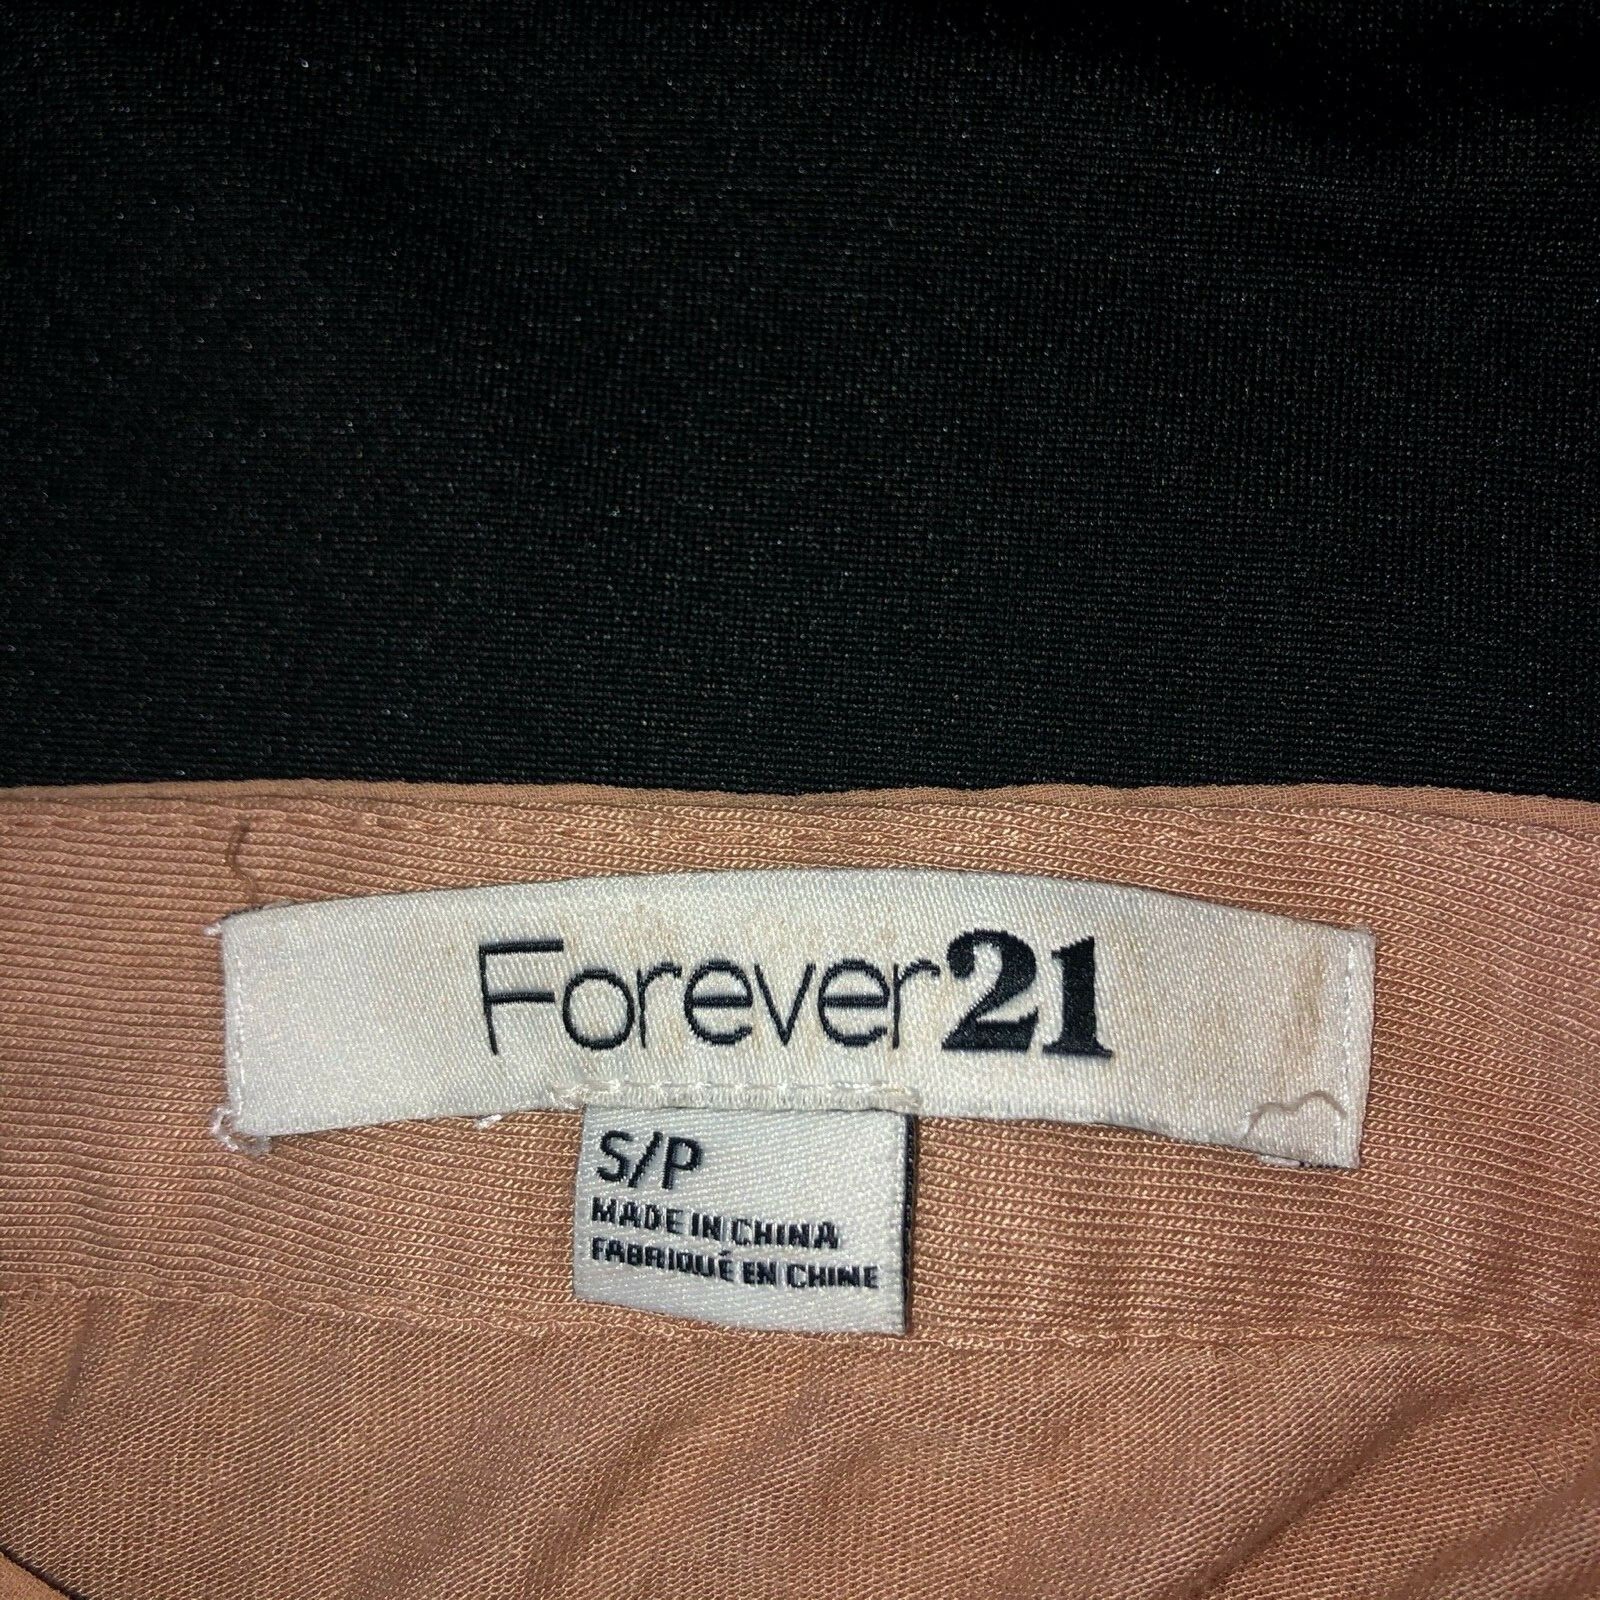 Forever21
S/P
MADE IN CHINA
FABRIQUÉ EN CHINE